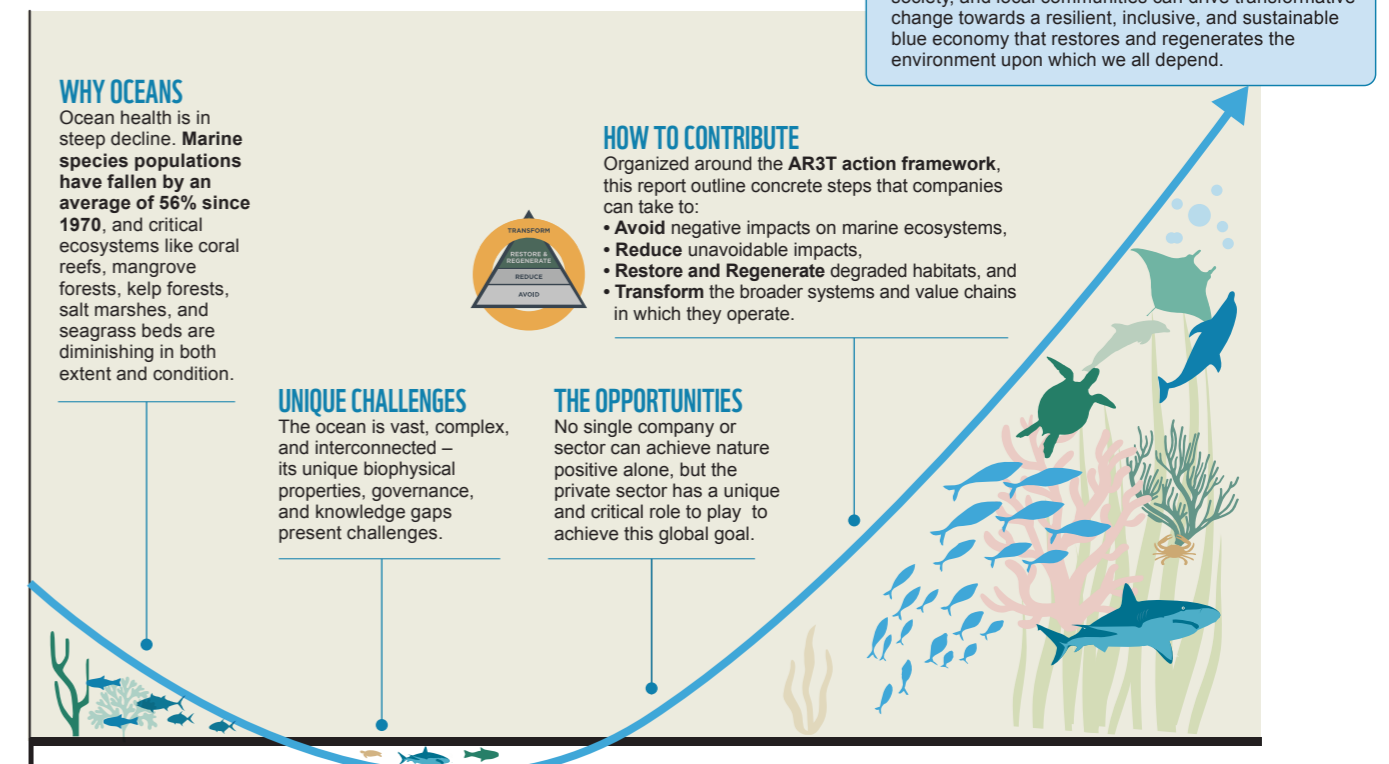 society, and local communities can drive transformative
change towards a resilient, inclusive, and sustainable
blue economy that restores and regenerates the
environment upon which we all depend.
WHY OCEANS
Ocean health is in
steep decline. Marine
species populations
have fallen by an
average of 56% since
1970, and critical
ecosystems like coral
reefs, mangrove
forests, kelp forests,
salt marshes, and
seagrass beds are
diminishing in both
extent and condition.
UNIQUE CHALLENGES
The ocean is vast, complex,
and interconnected –
its unique biophysical
properties, governance,
and knowledge gaps
present challenges.
THE OPPORTUNITIES
No single company or
sector can achieve nature
positive alone, but the
private sector has a unique
and critical role to play to
achieve this global goal.
HOW TO CONTRIBUTE
Organized around the AR3T action framework,
this report outline concrete steps that companies
can take to:
• Avoid negative impacts on marine ecosystems,
• Reduce unavoidable impacts,
• Restore and Regenerate degraded habitats, and
• Transform the broader systems and value chains
in which they operate.
TRANSFORM
RESTORE &
REGENERATE
REDUCE
AVOID